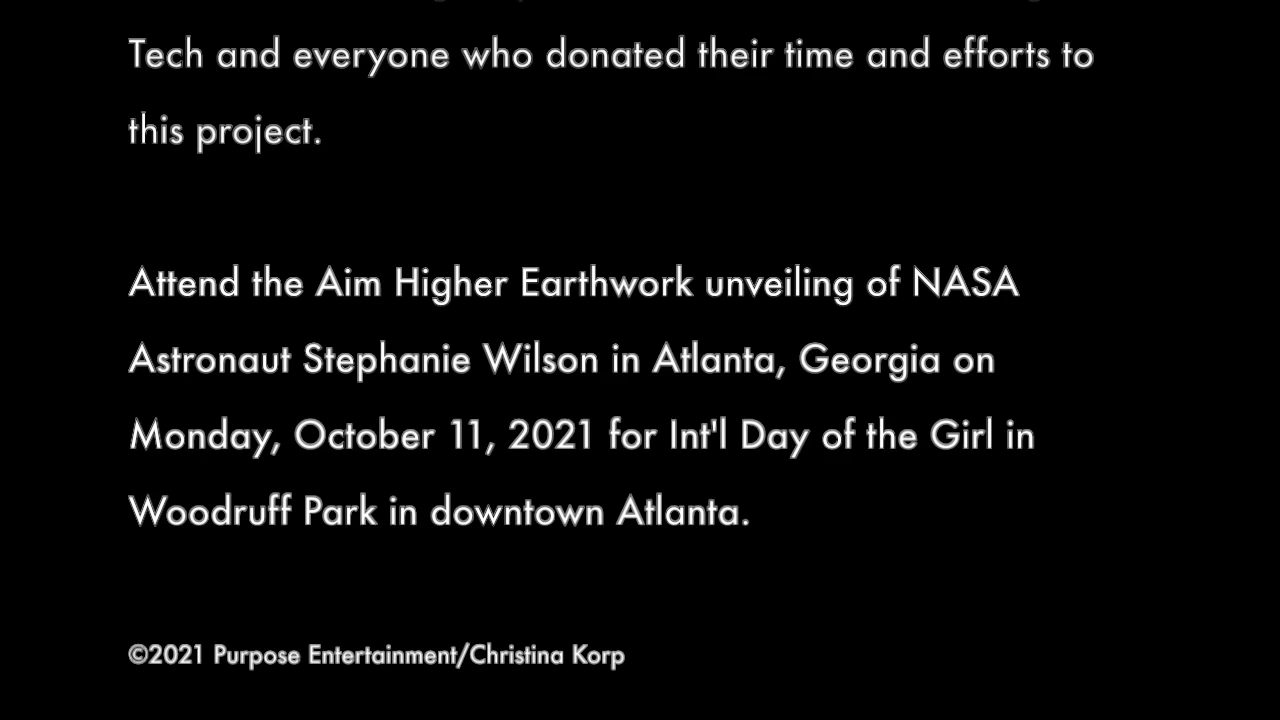 Tech and everyone who donated their time and efforts to
this project.
Attend the Aim Higher Earthwork unveiling of NASA
Astronaut Stephanie Wilson in Atlanta, Georgia on
Monday, October 11, 2021 for Int'l Day of the Girl in
Woodruff Park in downtown Atlanta.
©2021 Purpose Entertainment/Christina Korp